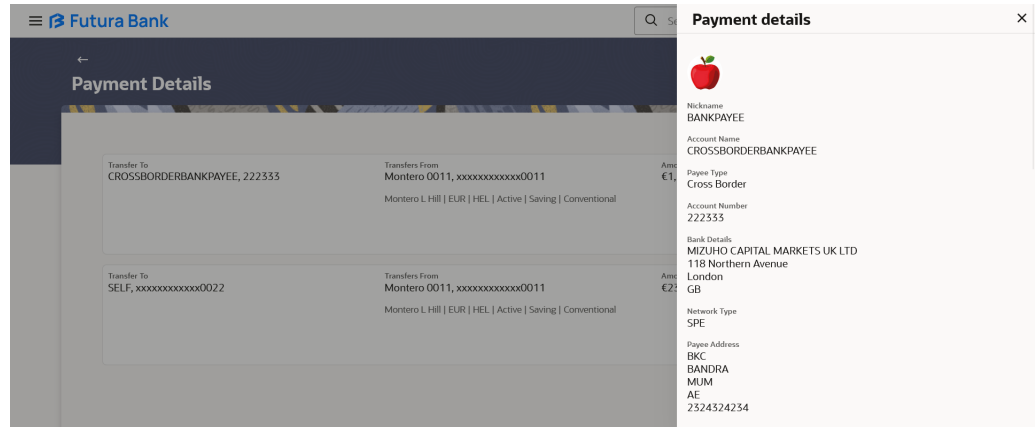 Futura Bank
Payment Details
Transfer To
CROSSBORDERBANKPAYEE, 222333
Transfers From
Montero 0011, xxxxxxxxxxxx0011
Montero L Hill | EUR | HEL | Active | Saving | Conventional
€1,
Transfer To
SELF, xxxxxxxxxxxx0022
Transfers From
Montero 0011, xxxxxxxxxxxx0011
Montero L Hill | EUR | HEL | Active | Saving | Conventional
Payment details
Nickname
BANKPAYEE
Account Name
CROSSBORDERBANKPAYEE
Payee Type
Cross Border
Account Number
222333
Bank Details
MIZUHO CAPITAL MARKETS UK LTD
118 Northern Avenue
London
GB
Network Type
SPE
Payee Address
BKC
BANDRA
MUM
AE
2324324234